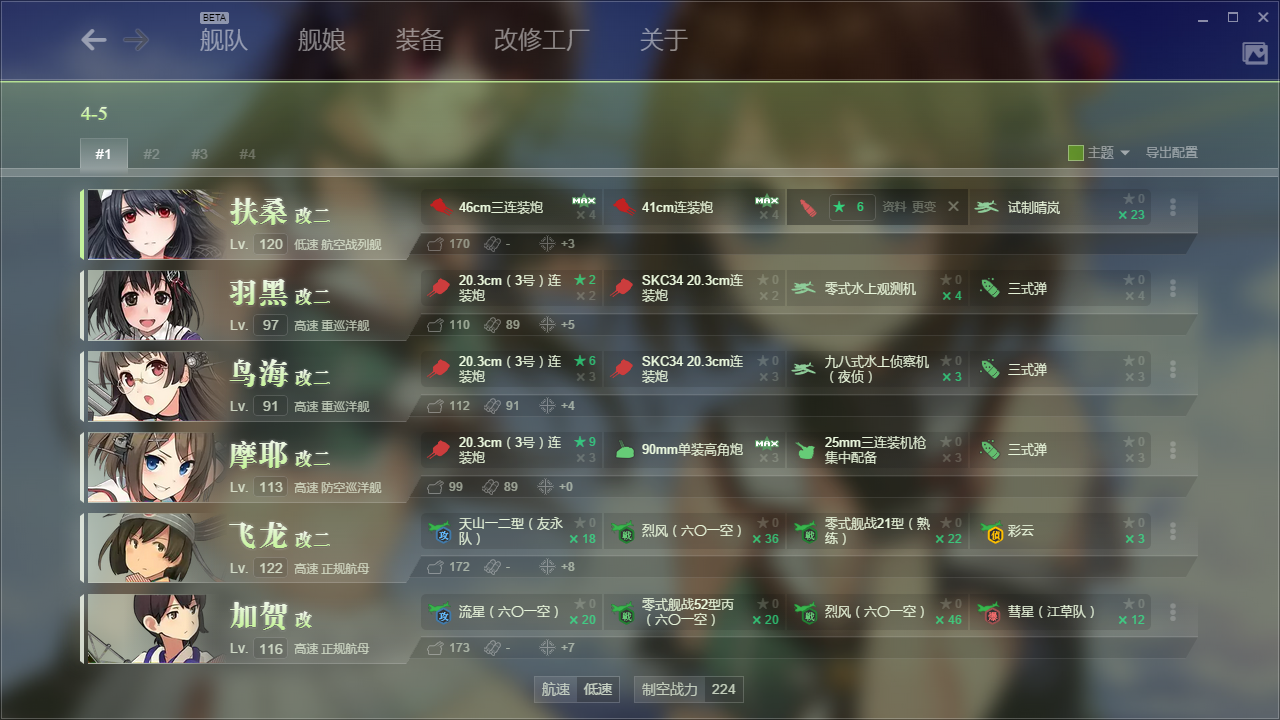 BETA
舰队 舰娘 装备 改修工厂 关于
4-5
#1 #2 #3 #4 主题 导出配置
扶桑 改二
Lv. 120 低速 航空战列舰
46cm三连装炮 MAX × 4
41cm连装炮 MAX × 4
★ 6 资料 更变 ×
试制晴岚 ★0 × 23
170 - +3
羽黑 改二
Lv. 97 高速 重巡洋舰
20.3cm（3号）连 ★2
装炮 × 2
SKC34 20.3cm连 ★0
装炮 × 2
零式水上观测机 ★0 × 4
三式弹 ★0 × 4
110 89 +5
鸟海 改二
Lv. 91 高速 重巡洋舰
20.3cm（3号）连 ★6
装炮 × 3
SKC34 20.3cm连 ★0
装炮 × 3
九八式水上侦察机 ★0
（夜侦） × 3
三式弹 ★0 × 3
112 91 +4
摩耶 改二
Lv. 113 高速 防空巡洋舰
20.3cm（3号）连 ★9
装炮 × 3
90mm单装高角炮 MAX × 3
25mm三连装机枪 ★0
集中配备 × 3
三式弹 ★0 × 3
99 89 +0
飞龙 改二
Lv. 122 高速 正规航母
攻 天山一二型（友永 ★0
队） × 18
戦 烈风（六〇一空） ★0 × 36
戦 零式舰战21型（熟 ★0
练） × 22
侦 彩云 ★0 × 3
172 - +8
加贺 改
Lv. 116 高速 正规航母
攻 流星（六〇一空） ★0 × 20
戦 零式舰战52型丙 ★0
（六〇一空） × 20
戦 烈风（六〇一空） ★0 × 46
爆 彗星（江草队） ★0 × 12
173 - +7
航速 低速 制空战力 224